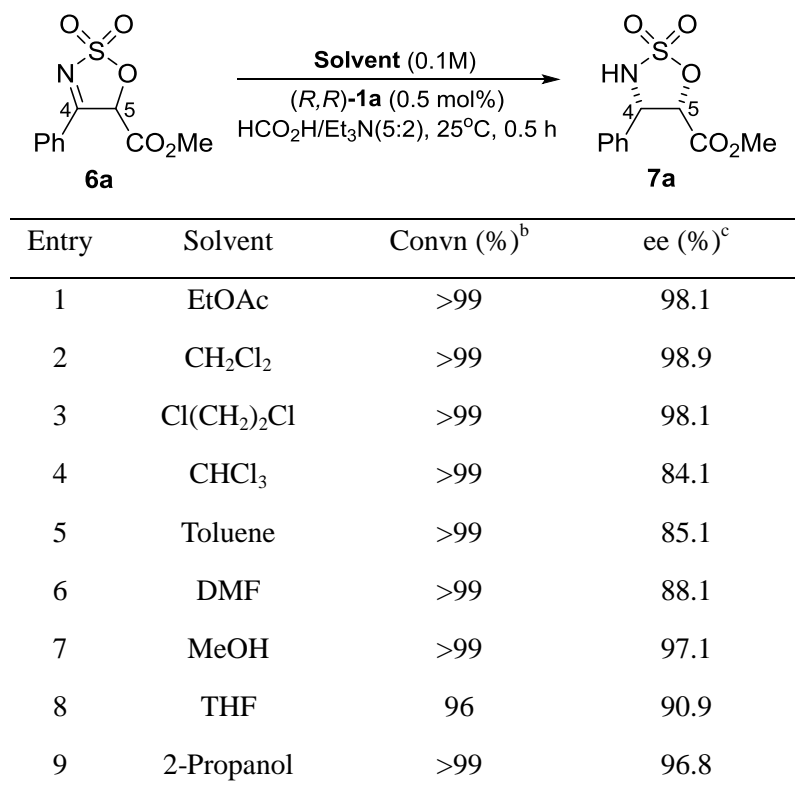 O O
S
N O
4 5
Ph CO₂Me
6a
Solvent (0.1M)
(R,R)-1a (0.5 mol%)
HCO₂H/Et₃N(5:2), 25°C, 0.5 h
O O
S
HN O
4 5
Ph CO₂Me
7a
Entry Solvent Convn (%)ᵇ ee (%)ᶜ
1 EtOAc >99 98.1
2 CH₂Cl₂ >99 98.9
3 Cl(CH₂)₂Cl >99 98.1
4 CHCl₃ >99 84.1
5 Toluene >99 85.1
6 DMF >99 88.1
7 MeOH >99 97.1
8 THF 96 90.9
9 2-Propanol >99 96.8